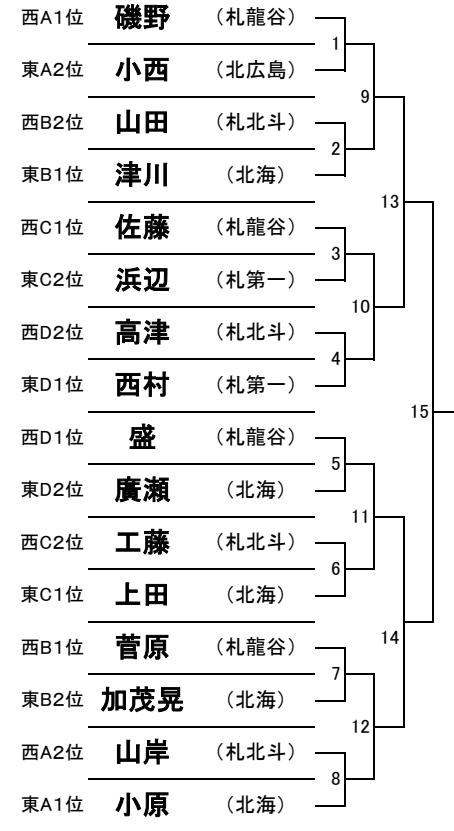 西A1位 磯野 (札龍谷)
1
東A2位 小西 (北広島)
9
西B2位 山田 (札北斗)
2
東B1位 津川 (北海)
13
西C1位 佐藤 (札龍谷)
3
東C2位 浜辺 (札第一)
10
西D2位 高津 (札北斗)
4
東D1位 西村 (札第一)
15
西D1位 盛 (札龍谷)
5
東D2位 廣瀬 (北海)
11
西C2位 工藤 (札北斗)
6
東C1位 上田 (北海)
14
西B1位 菅原 (札龍谷)
7
東B2位 加茂晃 (北海)
12
西A2位 山岸 (札北斗)
8
東A1位 小原 (北海)